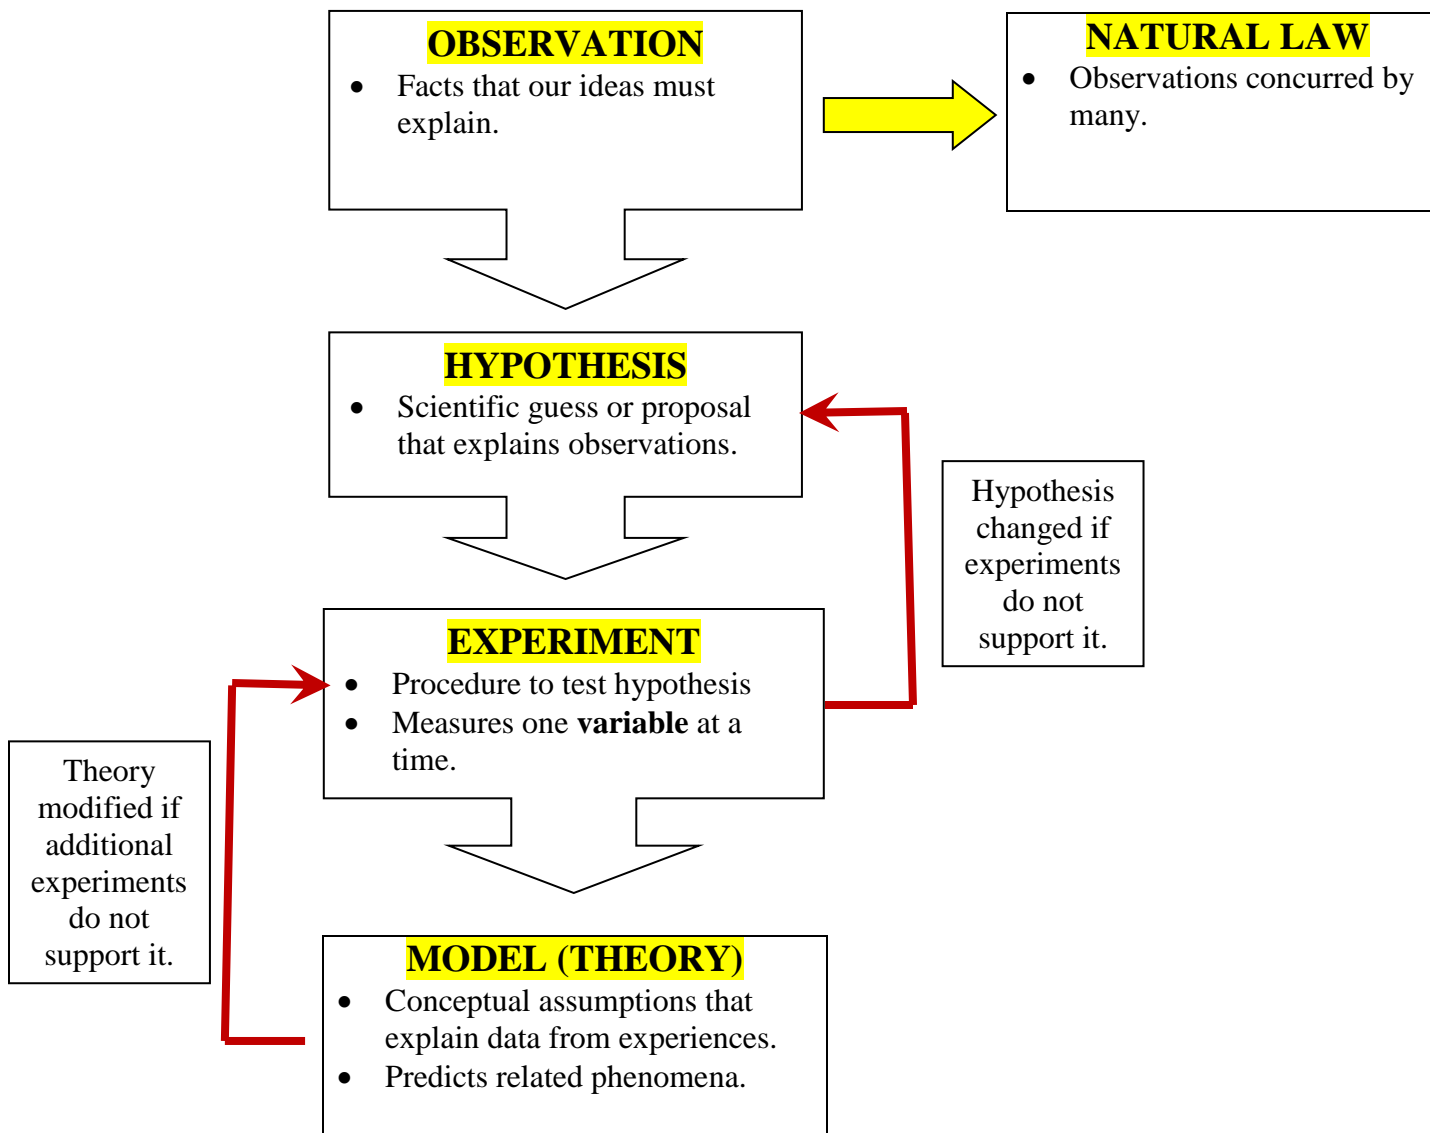 OBSERVATION
• Facts that our ideas must
explain.
NATURAL LAW
• Observations concurred by
many.
HYPOTHESIS
• Scientific guess or proposal
that explains observations.
Hypothesis
changed if
experiments
do not
support it.
EXPERIMENT
• Procedure to test hypothesis
• Measures one variable at a
time.
Theory
modified if
additional
experiments
do not
support it.
MODEL (THEORY)
• Conceptual assumptions that
explain data from experiences.
• Predicts related phenomena.